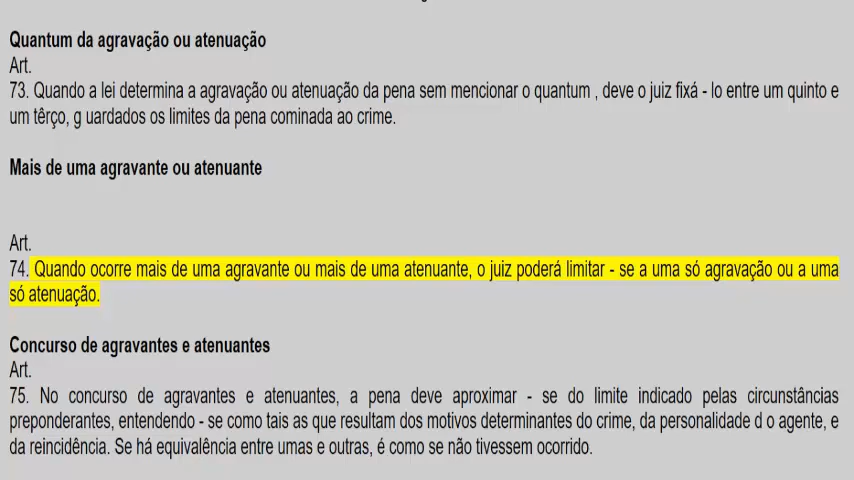 Quantum da agravação ou atenuação
Art.
73. Quando a lei determina a agravação ou atenuação da pena sem mencionar o quantum , deve o juiz fixá - lo entre um quinto e
um têrço, g uardados os limites da pena cominada ao crime.
Mais de uma agravante ou atenuante
Art.
74. Quando ocorre mais de uma agravante ou mais de uma atenuante, o juiz poderá limitar - se a uma só agravação ou a uma
só atenuação.
Concurso de agravantes e atenuantes
Art.
75. No concurso de agravantes e atenuantes, a pena deve aproximar - se do limite indicado pelas circunstâncias
preponderantes, entendendo - se como tais as que resultam dos motivos determinantes do crime, da personalidade d o agente, e
da reincidência. Se há equivalência entre umas e outras, é como se não tivessem ocorrido.